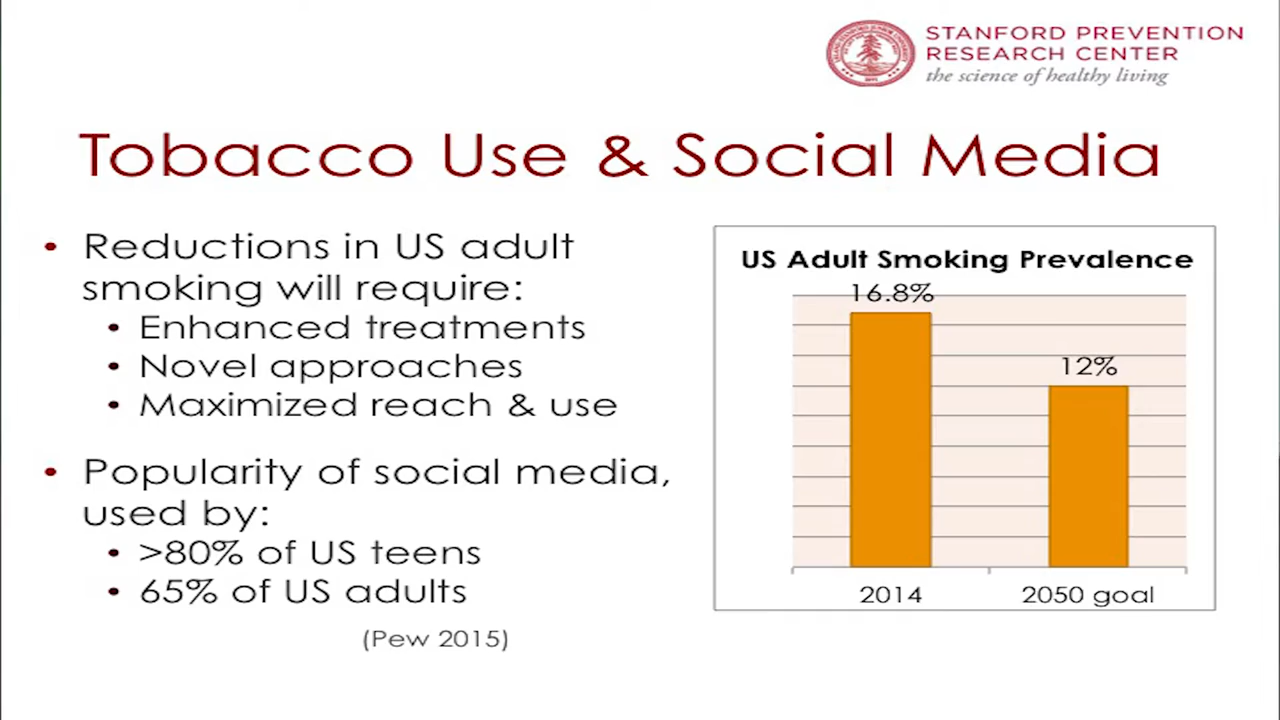 STANFORD PREVENTION
RESEARCH CENTER
the science of healthy living
Tobacco Use & Social Media
• Reductions in US adult
smoking will require:
• Enhanced treatments
• Novel approaches
• Maximized reach & use
• Popularity of social media,
used by:
• >80% of US teens
• 65% of US adults
(Pew 2015)
US Adult Smoking Prevalence
16.8%
12%
2014
2050 goal